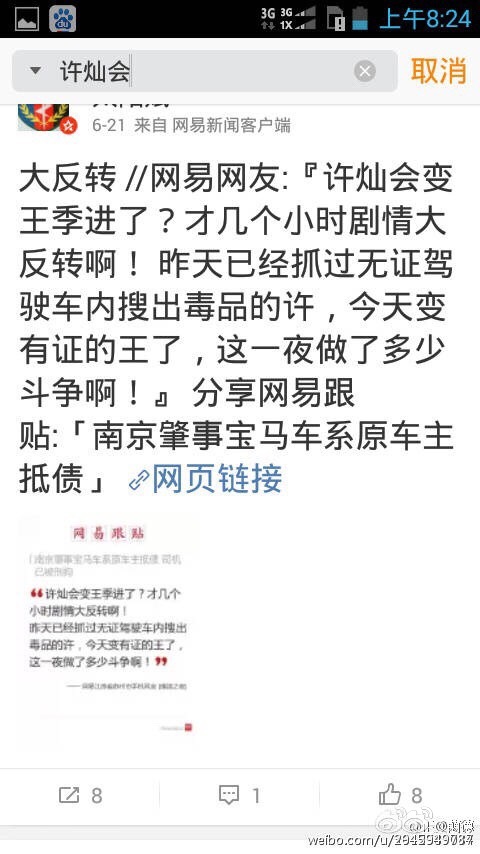 3G 3G 1X 上午8:24
许灿会 取消
6-21 来自 网易新闻客户端
大反转 //网易网友:『许灿会变
王季进了？才几个小时剧情大
反转啊！ 昨天已经抓过无证驾
驶车内搜出毒品的许，今天变
有证的王了，这一夜做了多少
斗争啊！』 分享网易跟
贴:「南京肇事宝马车系原车主
抵债」 网页链接
网易跟贴
「南京肇事宝马车系原车主抵债 司机
已被刑拘
“许灿会变王季进了？才几个
小时剧情大反转啊！
昨天已经抓过无证驾驶车内搜出
毒品的许，今天变有证的王了，
这一夜做了多少斗争啊！”
8 1 8